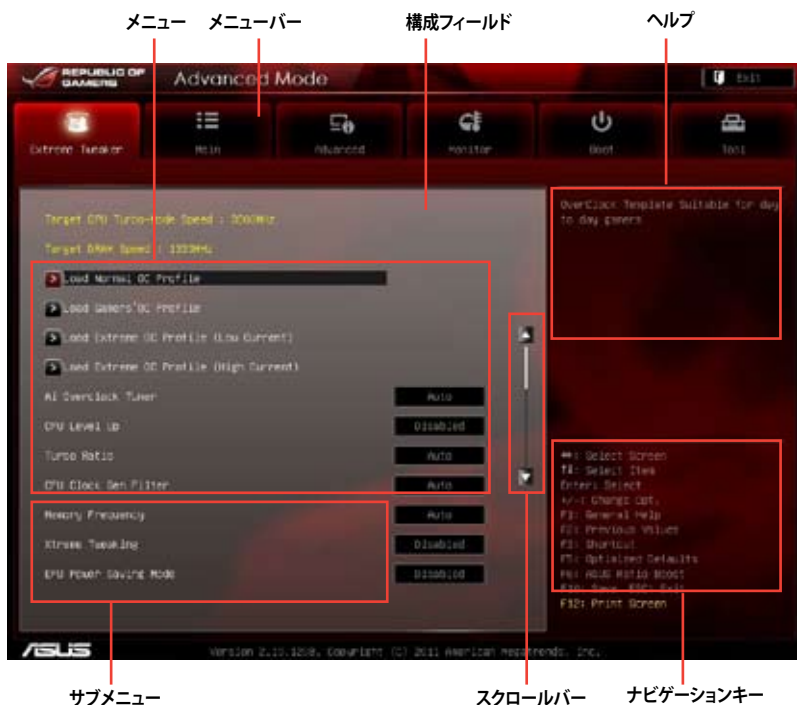 メニュー
メニューバー
構成フィールド
ヘルプ
REPUBLIC OF
GAMERS
Advanced Mode
Exit
Extreme Tweaker
Main
Advanced
Monitor
Boot
Tool
Target CPU Turbo-Mode Speed :
Target DRAM Speed :
OverClock Template Suitable for day
to day gamers
Load Normal OC Profile
Load Gamers'OC Profile
Load Extreme OC Profile (Low Current)
Load Extreme OC Profile (High Current)
AI Overclock Tuner
Auto
CPU Level Up
Disabled
Turbo Ratio
Auto
CPU Clock Gen Filter
Auto
Memory Frequency
Auto
Xtreme Tweaking
Disabled
EPU Power Saving Mode
Disabled
: Select Screen
: Select Item
Enter: Select
+/-: Change Opt.
F1: General Help
F2: Previous Values
F3: Shortcut
F5: Optimized Defaults
F6: ASUS Ratio Boost
F10: Save ESC: Exit
F12: Print Screen
ASUS
Version Copyright (C) 2011 American Megatrends, Inc.
サブメニュー
スクロールバー
ナビゲーションキー